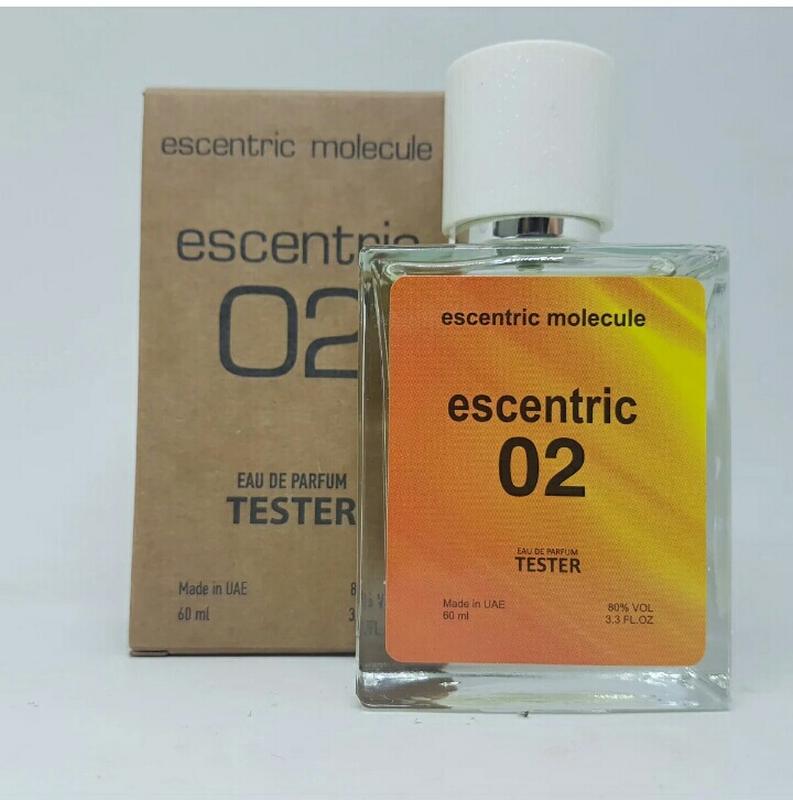 escentric molecule
escentric
02
EAU DE PARFUM
TESTER
Made in UAE
60 ml
escentric molecule
escentric
02
EAU DE PARFUM
TESTER
Made in UAE 80% VOL
60 ml 3.3 FL.OZ